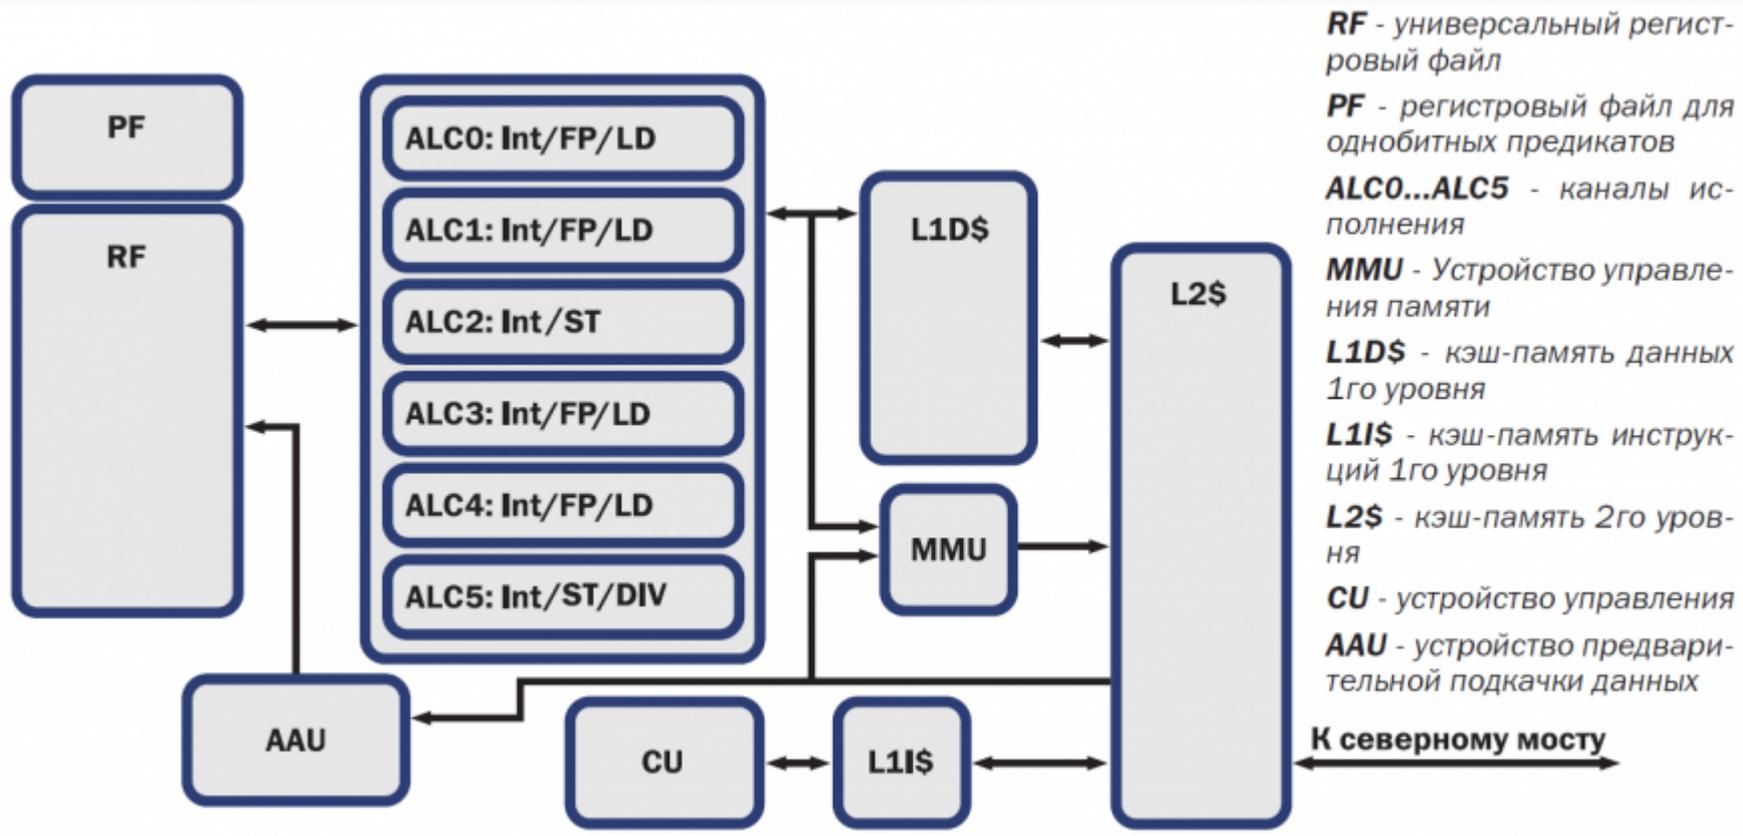 PF
RF
ALC0: Int/FP/LD
ALC1: Int/FP/LD
ALC2: Int/ST
ALC3: Int/FP/LD
ALC4: Int/FP/LD
ALC5: Int/ST/DIV
L1D$
L2$
MMU
AAU
CU
L1I$
К северному мосту
RF - универсальный регист-
ровый файл
PF - регистровый файл для
однобитных предикатов
ALC0...ALC5 - каналы ис-
полнения
MMU - Устройство управле-
ния памяти
L1D$ - кэш-память данных
1го уровня
L1I$ - кэш-память инструк-
ций 1го уровня
L2$ - кэш-память 2го уров-
ня
CU - устройство управления
AAU - устройство предвари-
тельной подкачки данных